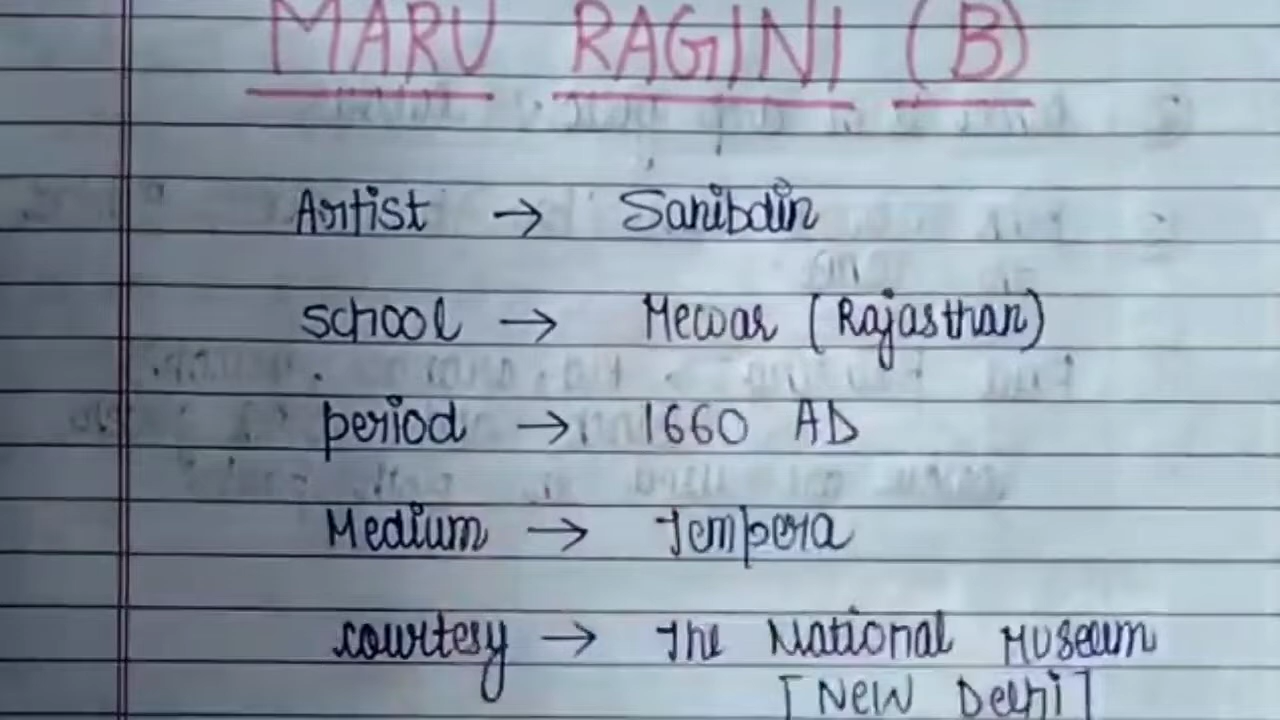 MARU RAGINI (B)
Artist → Sahibdin
school → Mewar (Rajasthan)
period → 1660 AD
Medium → Tempera
courtesy → The National Museum
[New Delhi]